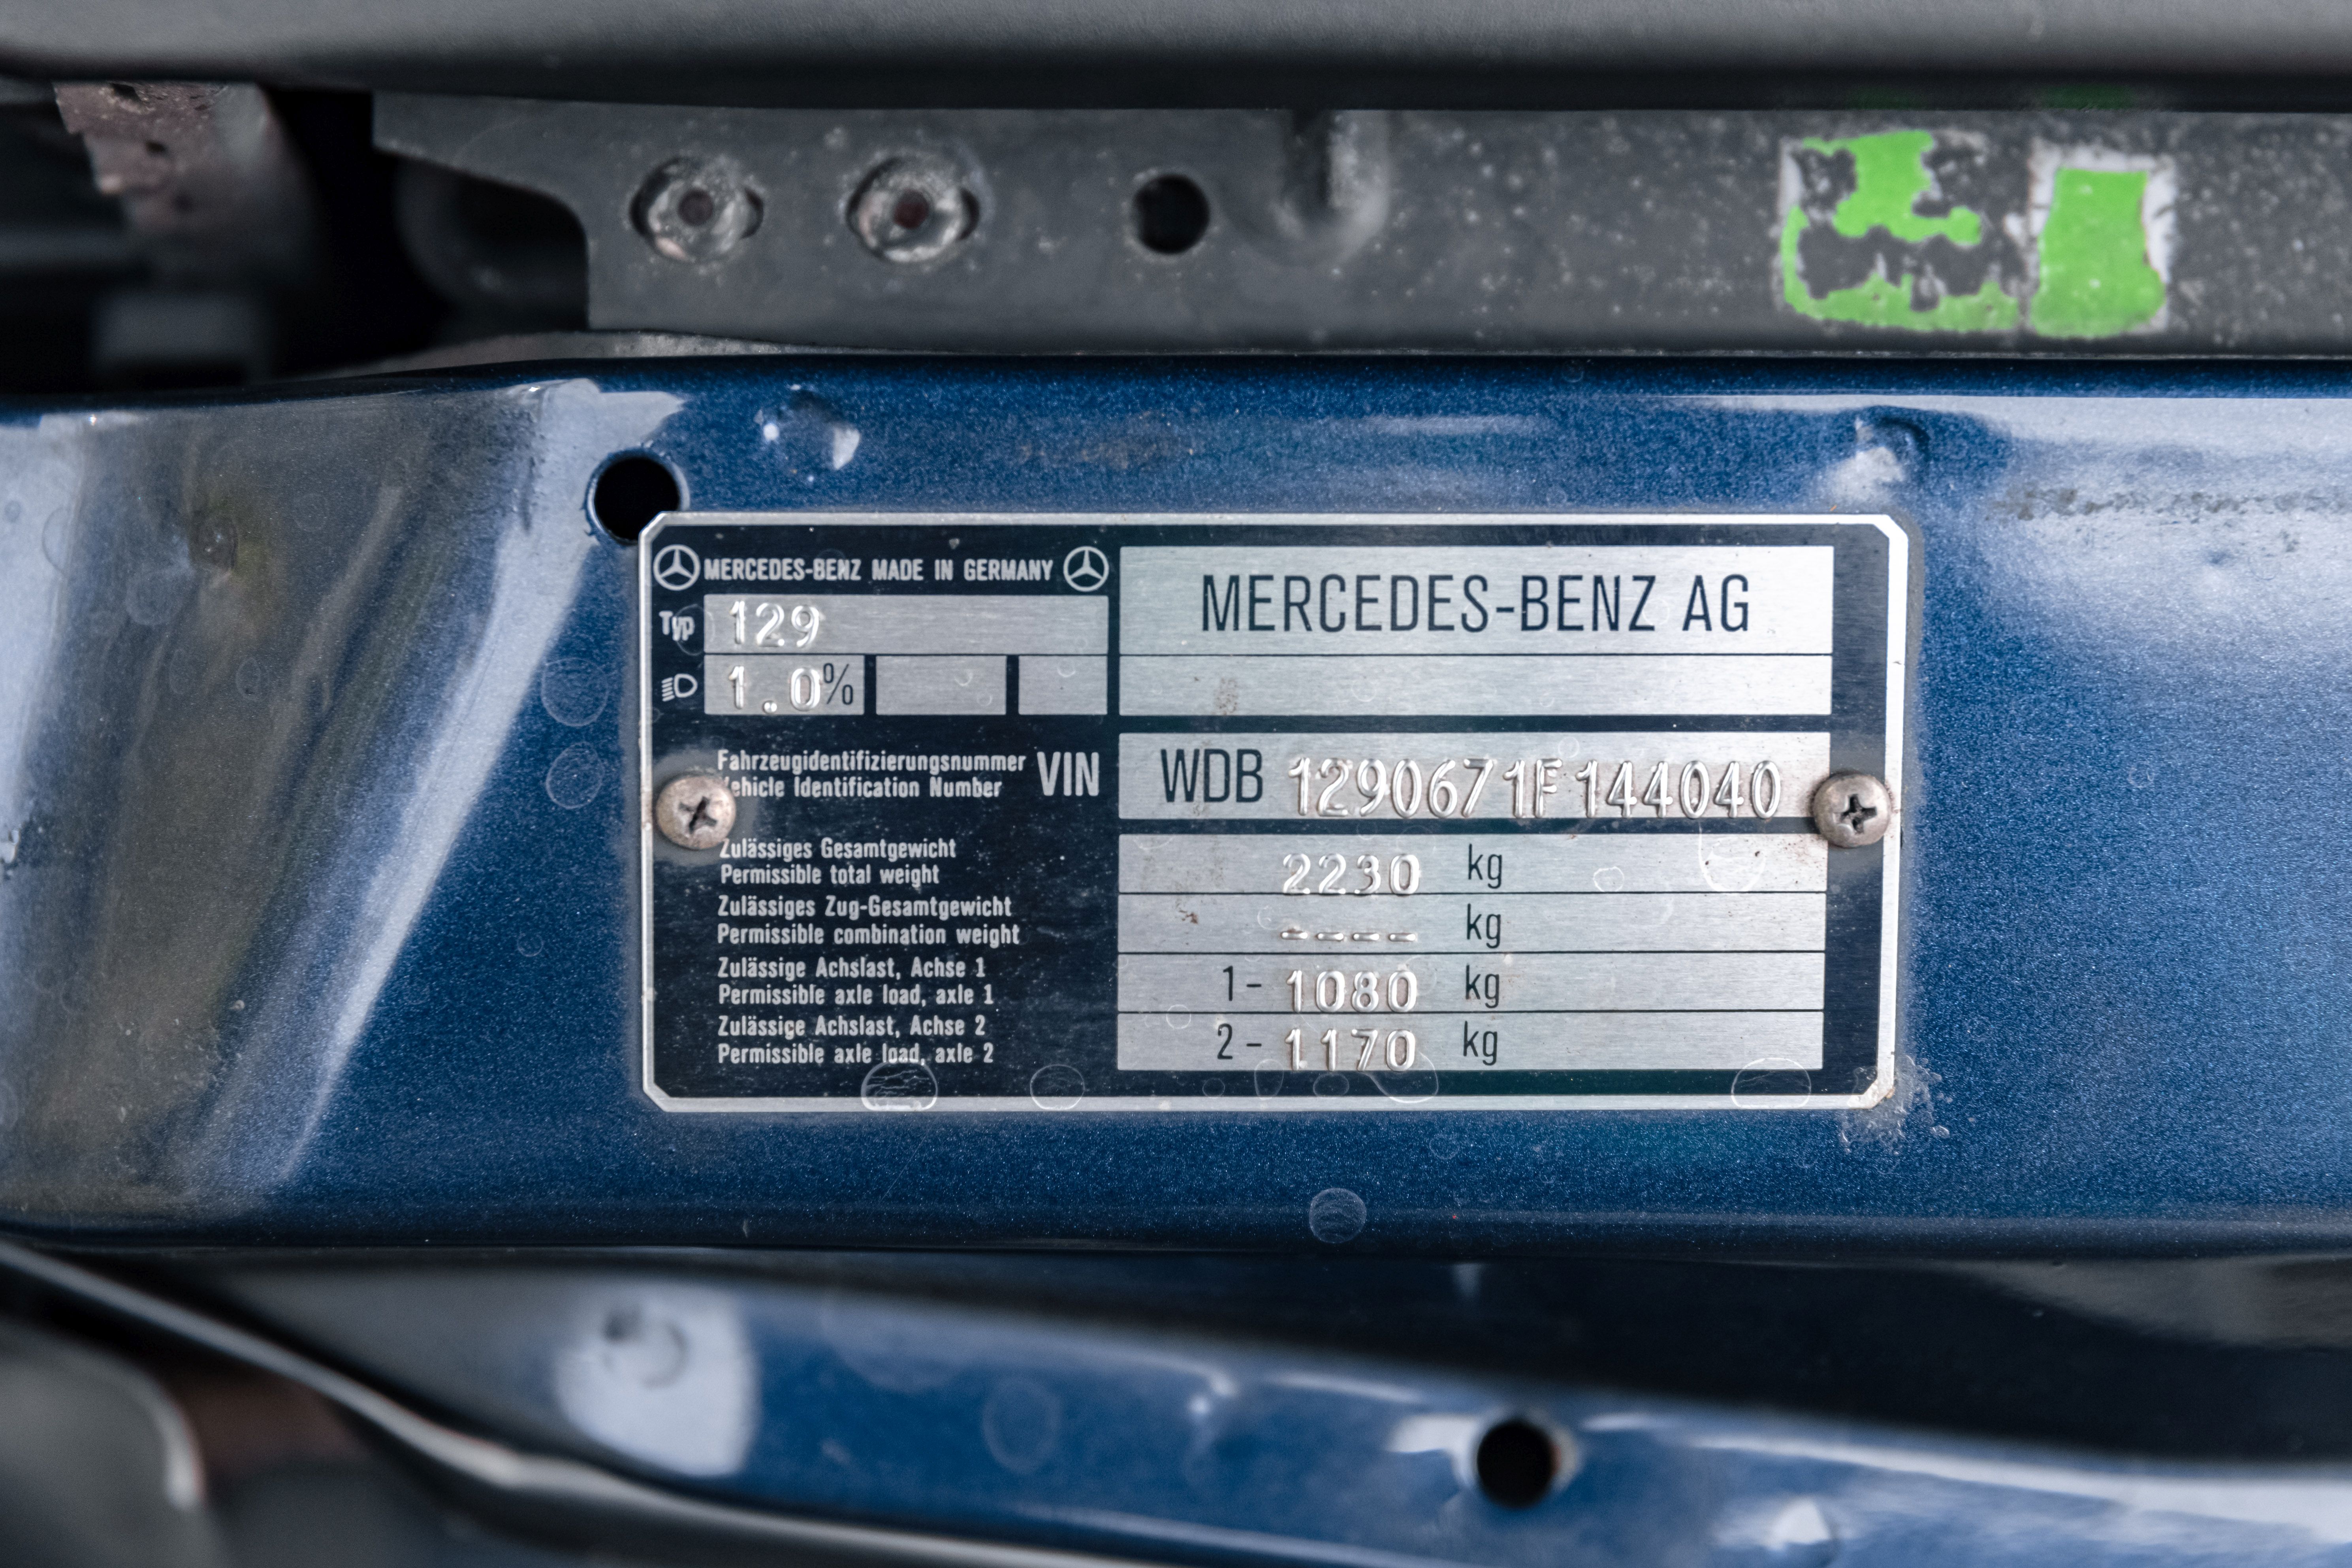 MERCEDES-BENZ MADE IN GERMANY
MERCEDES-BENZ AG
Typ 129
1.0%
Fahrzeugidentifizierungsnummer
Vehicle Identification Number
VIN WDB 1290671F144040
Zulässiges Gesamtgewicht
Permissible total weight
2230 kg
Zulässiges Zug-Gesamtgewicht
Permissible combination weight
---- kg
Zulässige Achslast, Achse 1
Permissible axle load, axle 1
1- 1080 kg
Zulässige Achslast, Achse 2
Permissible axle load, axle 2
2- 1170 kg